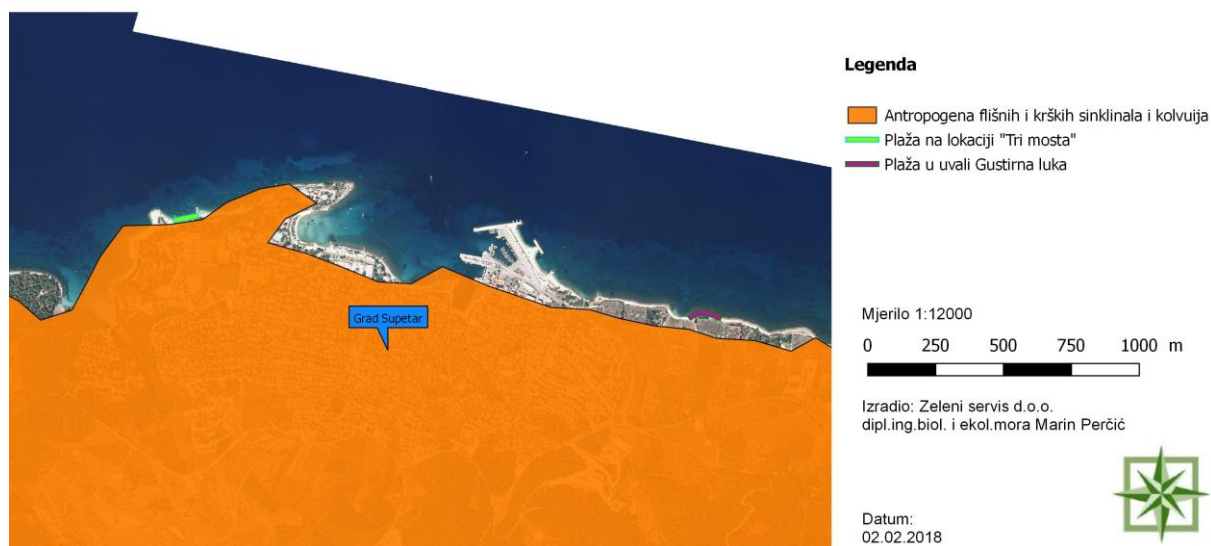 Legenda
Antropogena flišnih i krških sinklinala i kolvuija
Plaža na lokaciji "Tri mosta"
Plaža u uvali Gustirna luka
Grad Supetar
Mjerilo 1:12000
0 250 500 750 1000 m
Izradio: Zeleni servis d.o.o.
dipl.ing.biol. i ekol.mora Marin Perčić
Datum:
02.02.2018